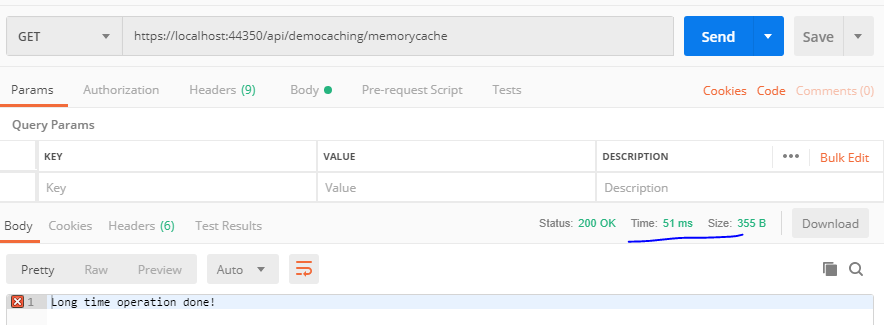 GET https://localhost:44350/api/democaching/memorycache Send Save
Params Authorization Headers (9) Body Pre-request Script Tests Cookies Code Comments (0)
Query Params
KEY VALUE DESCRIPTION ••• Bulk Edit
Key Value Description
Body Cookies Headers (6) Test Results Status: 200 OK Time: 51 ms Size: 355 B Download
Pretty Raw Preview Auto
1 Long time operation done!